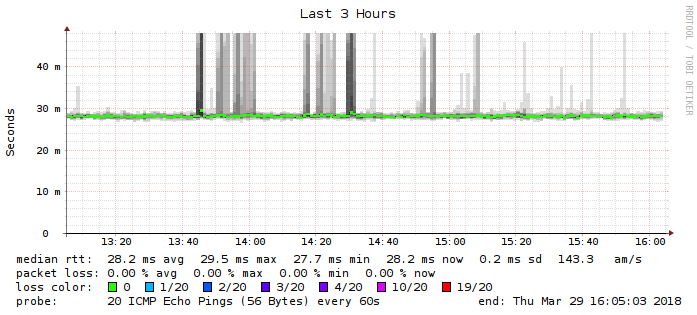 Last 3 Hours
RRDTOOL / TOBI OETIKER
Seconds
40 m
30 m
20 m
10 m
0
13:20 13:40 14:00 14:20 14:40 15:00 15:20 15:40 16:00
median rtt: 28.2 ms avg 29.5 ms max 27.7 ms min 28.2 ms now 0.2 ms sd 143.3 am/s
packet loss: 0.00 % avg 0.00 % max 0.00 % min 0.00 % now
loss color: 0 1/20 2/20 3/20 4/20 10/20 19/20
probe: 20 ICMP Echo Pings (56 Bytes) every 60s end: Thu Mar 29 16:05:03 2018